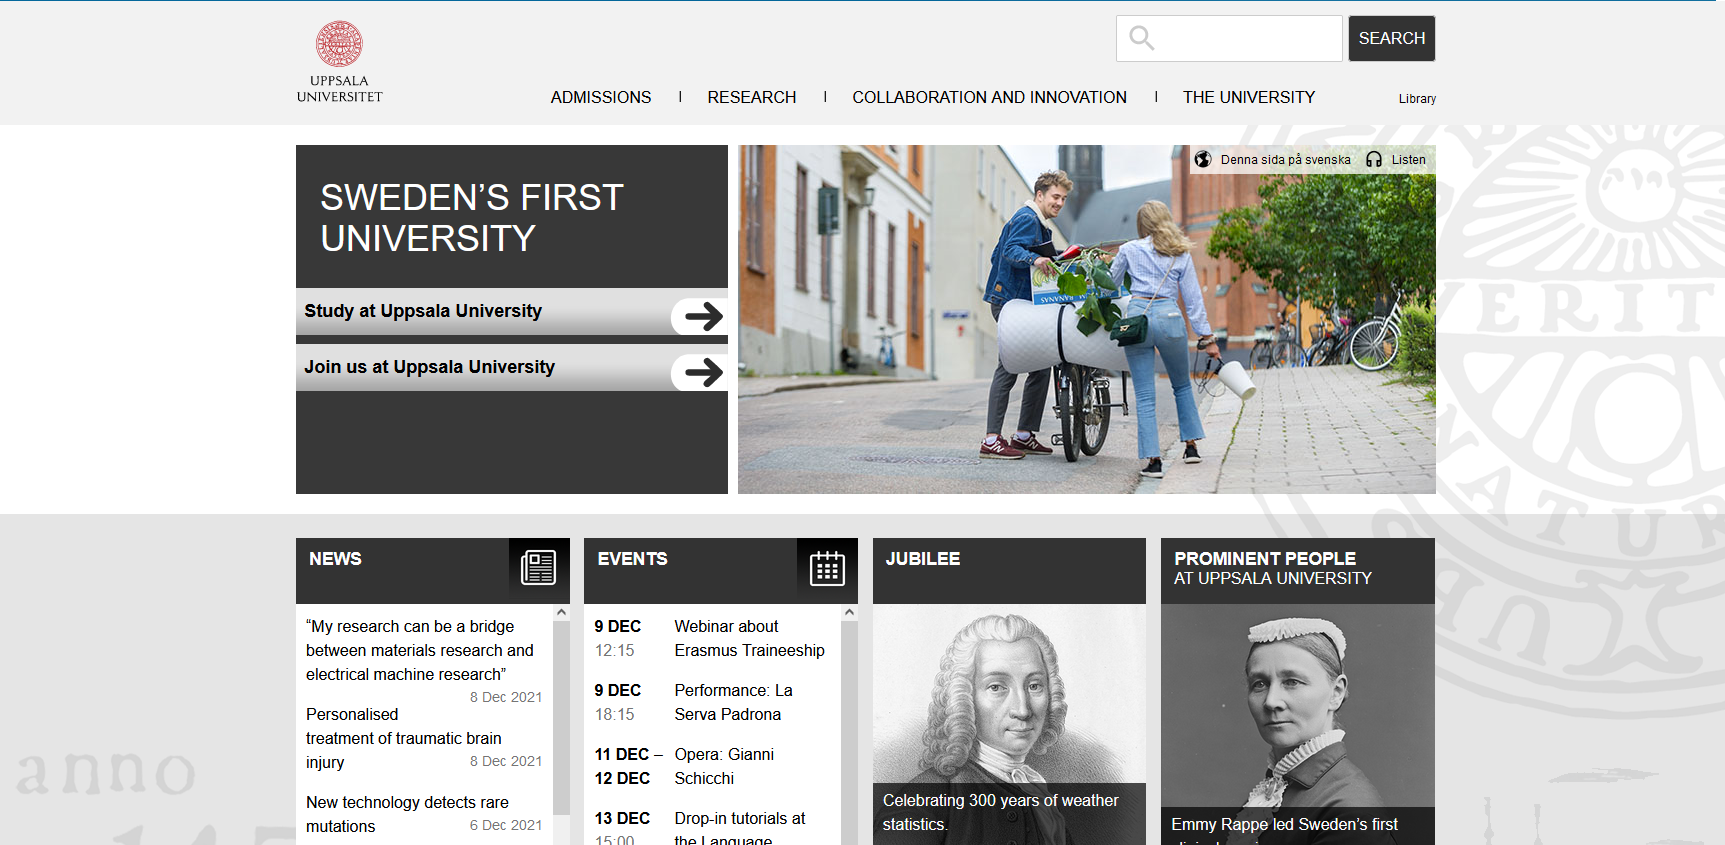 UPPSALA
UNIVERSITET
SEARCH
ADMISSIONS
RESEARCH
COLLABORATION AND INNOVATION
THE UNIVERSITY
Library
SWEDEN’S FIRST
UNIVERSITY
Study at Uppsala University
Join us at Uppsala University
Denna sida på svenska
Listen
NEWS
“My research can be a bridge
between materials research and
electrical machine research”
8 Dec 2021
Personalised
treatment of traumatic brain
injury
8 Dec 2021
New technology detects rare
mutations
6 Dec 2021
EVENTS
9 DEC Webinar about
12:15 Erasmus Traineeship
9 DEC Performance: La
18:15 Serva Padrona
11 DEC – Opera: Gianni
12 DEC Schicchi
13 DEC Drop-in tutorials at
15:00 the Language
JUBILEE
Celebrating 300 years of weather
statistics.
PROMINENT PEOPLE
AT UPPSALA UNIVERSITY
Emmy Rappe led Sweden’s first
anno